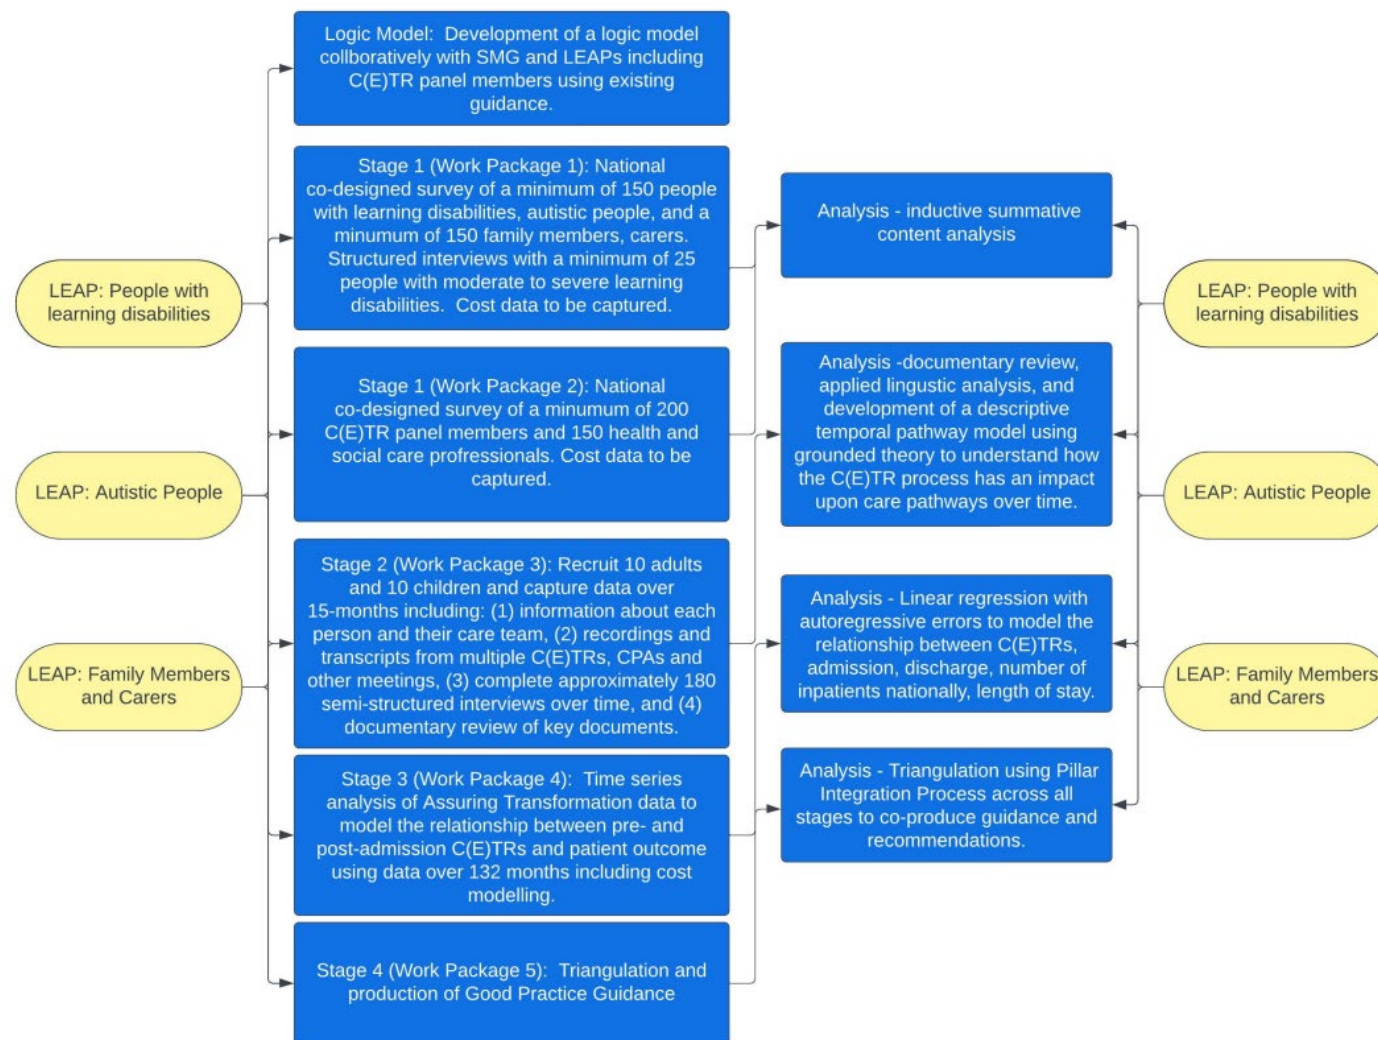 LEAP: People with
learning disabilities
LEAP: Autistic People
LEAP: Family Members
and Carers
Logic Model:  Development of a logic model
collboratively with SMG and LEAPs including
C(E)TR panel members using existing
guidance.
Stage 1 (Work Package 1): National
co-designed survey of a minimum of 150 people
with learning disabilities, autistic people, and a
minumum of 150 family members, carers.
Structured interviews with a minimum of 25
people with moderate to severe learning
disabilities.  Cost data to be captured.
Stage 1 (Work Package 2): National
co-designed survey of a minumum of 200
C(E)TR panel members and 150 health and
social care profressionals. Cost data to be
captured.
Stage 2 (Work Package 3): Recruit 10 adults
and 10 children and capture data over
15-months including: (1) information about each
person and their care team, (2) recordings and
transcripts from multiple C(E)TRs, CPAs and
other meetings, (3) complete approximately 180
semi-structured interviews over time, and (4)
documentary review of key documents.
Stage 3 (Work Package 4):  Time series
analysis of Assuring Transformation data to
model the relationship between pre- and
post-admission C(E)TRs and patient outcome
using data over 132 months including cost
modelling.
Stage 4 (Work Package 5):  Triangulation and
production of Good Practice Guidance
Analysis - inductive summative
content analysis
Analysis -documentary review,
applied lingustic analysis, and
development of a descriptive
temporal pathway model using
grounded theory to understand how
the C(E)TR process has an impact
upon care pathways over time.
Analysis - Linear regression with
autoregressive errors to model the
relationship between C(E)TRs,
admission, discharge, number of
inpatients nationally, length of stay.
Analysis - Triangulation using Pillar
Integration Process across all
stages to co-produce guidance and
recommendations.
LEAP: People with
learning disabilities
LEAP: Autistic People
LEAP: Family Members
and Carers